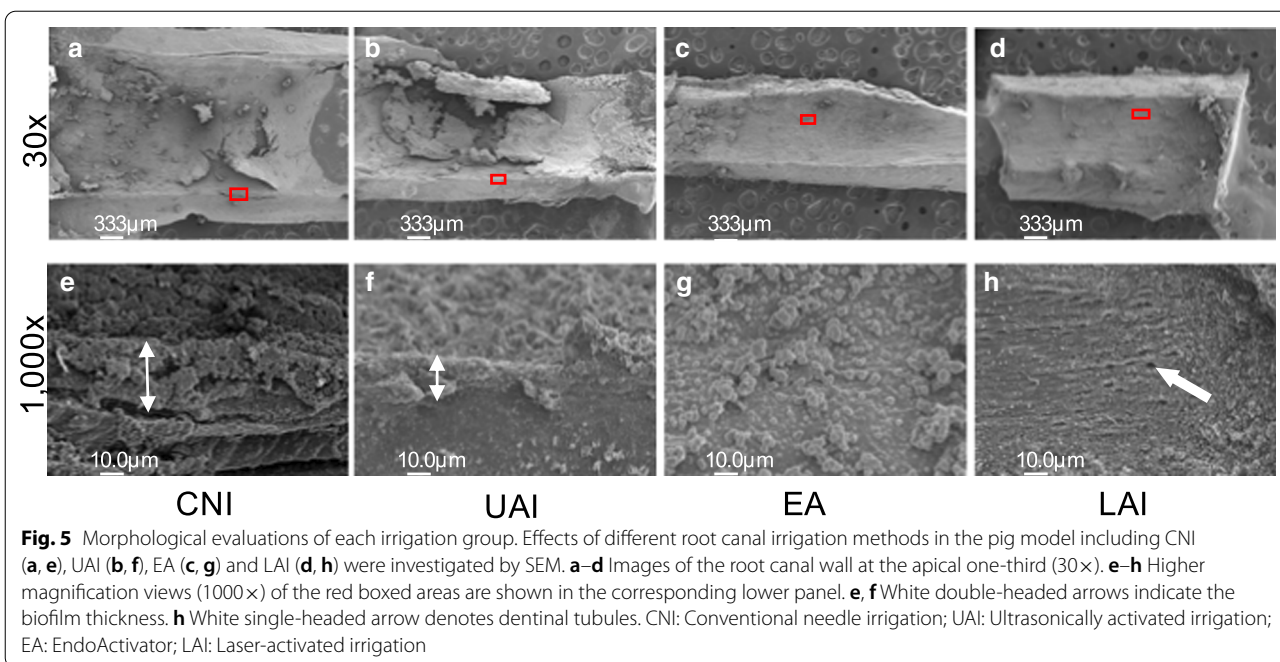 a b c d
30x
333µm 333µm 333µm 333µm
e f g h
1,000x
10.0µm 10.0µm 10.0µm 10.0µm
CNI UAI EA LAI
Fig. 5 Morphological evaluations of each irrigation group. Effects of different root canal irrigation methods in the pig model including CNI
(a, e), UAI (b, f), EA (c, g) and LAI (d, h) were investigated by SEM. a–d Images of the root canal wall at the apical one-third (30×). e–h Higher
magnification views (1000×) of the red boxed areas are shown in the corresponding lower panel. e, f White double-headed arrows indicate the
biofilm thickness. h White single-headed arrow denotes dentinal tubules. CNI: Conventional needle irrigation; UAI: Ultrasonically activated irrigation;
EA: EndoActivator; LAI: Laser-activated irrigation